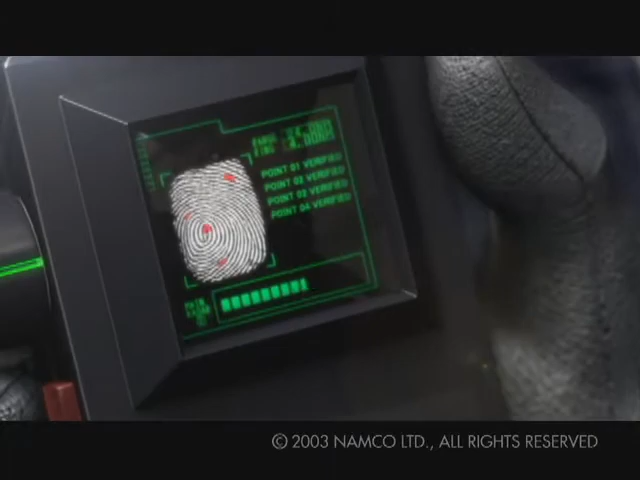 POINT 01 VERIFIED
POINT 02 VERIFIED
POINT 03 VERIFIED
POINT 04 VERIFIED
© 2003 NAMCO LTD., ALL RIGHTS RESERVED